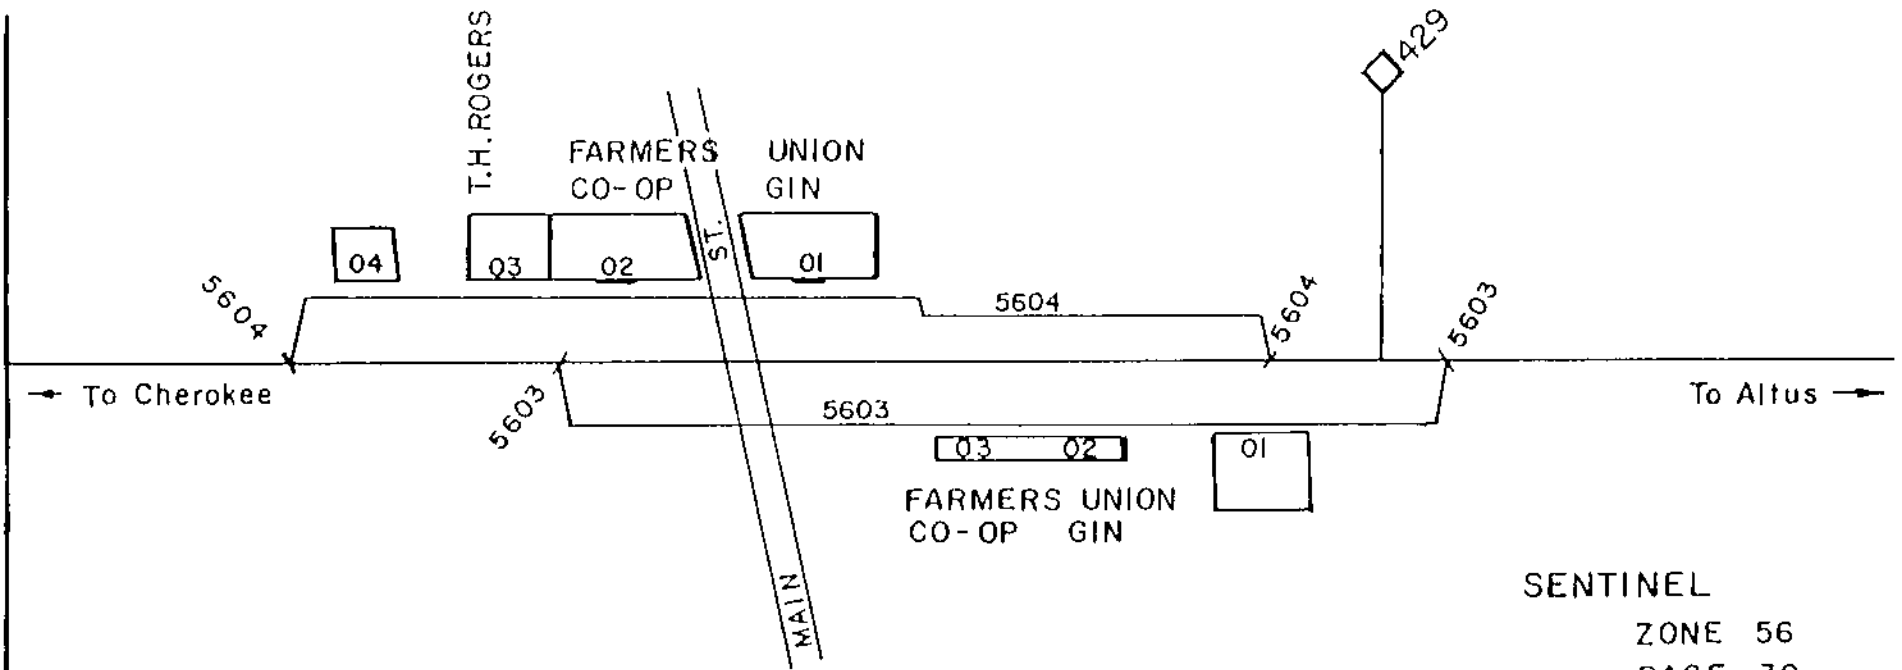 T.H.ROGERS
429
FARMERS UNION
CO-OP GIN
04
03
02
01
ST.
5604
5604
5604
5603
To Cherokee
To Altus
5603
5603
03
02
01
FARMERS UNION
CO-OP GIN
MAIN
SENTINEL
ZONE 56